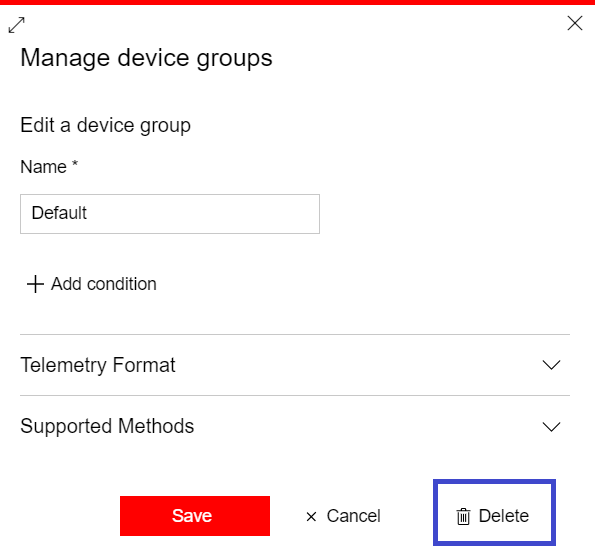 Manage device groups
Edit a device group
Name *
Default
Add condition
Telemetry Format
Supported Methods
Save
Cancel
Delete